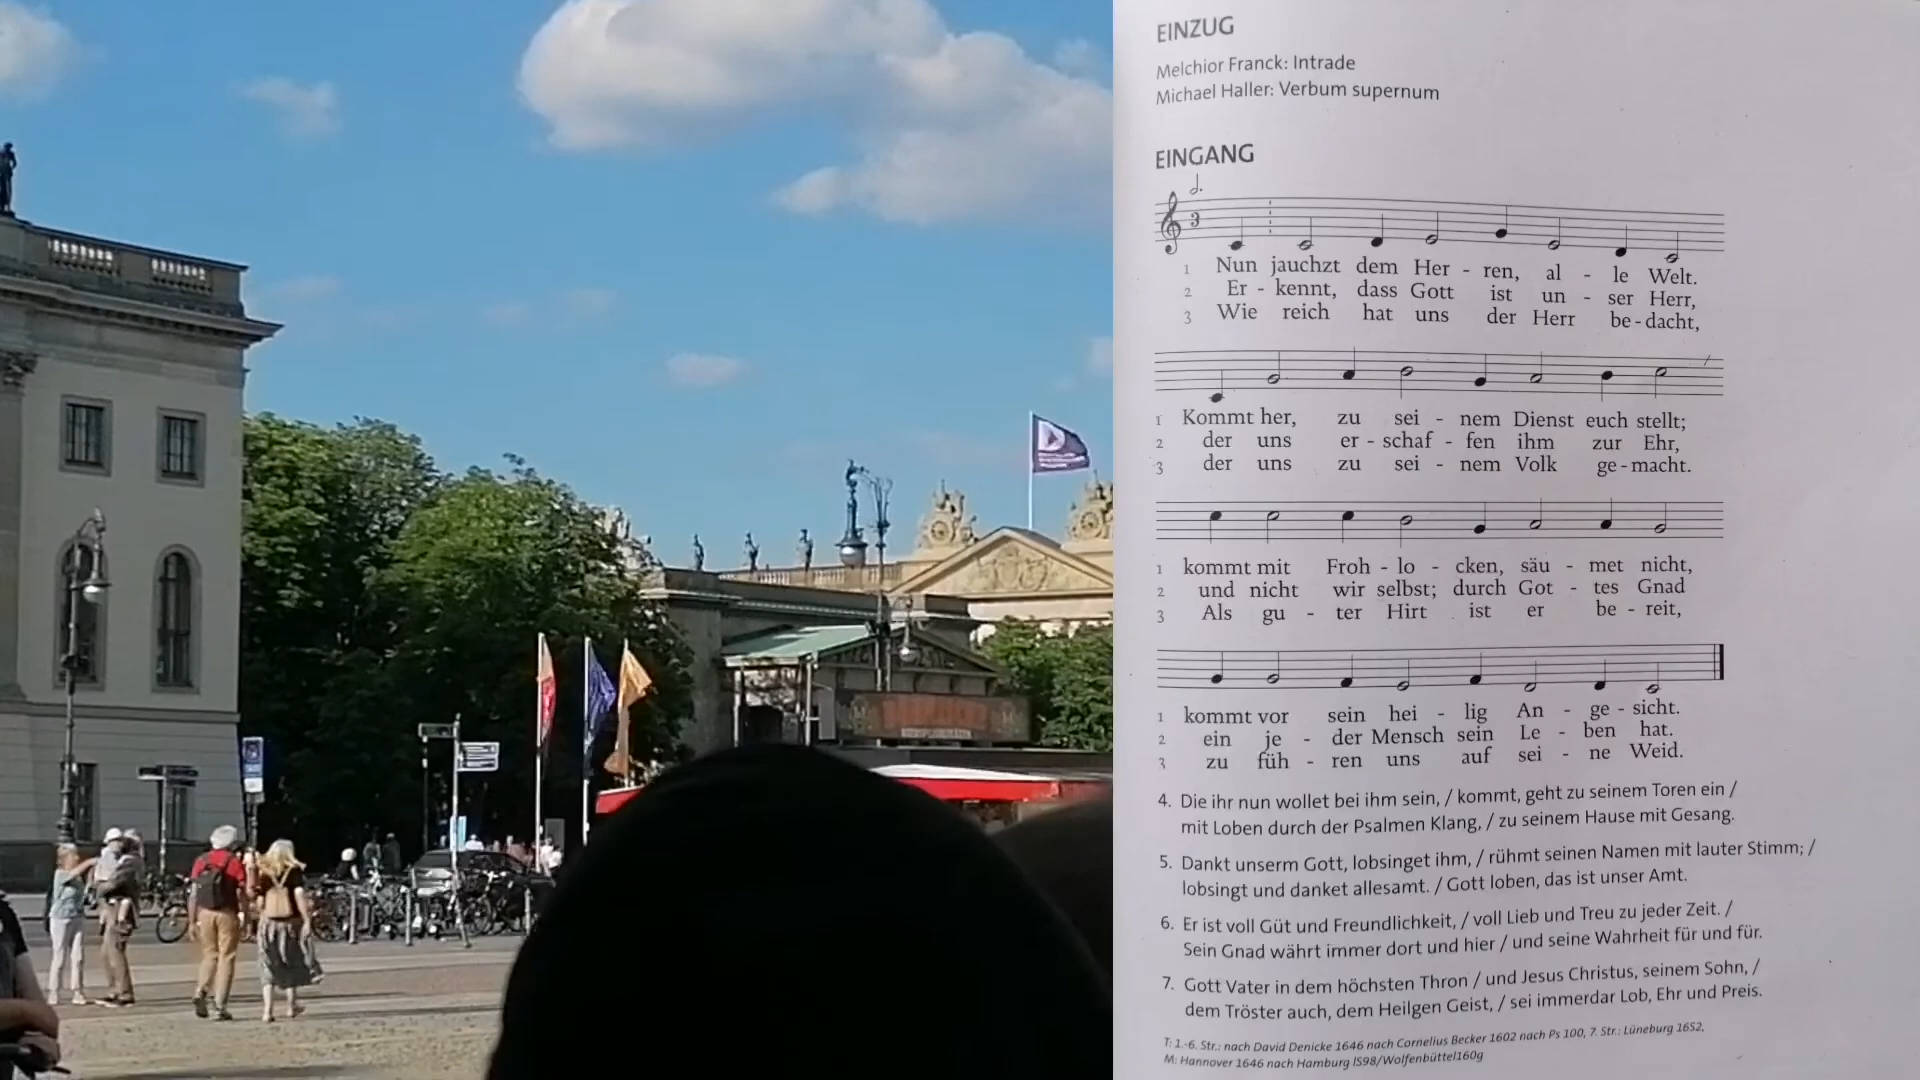 EINZUG
Melchior Franck: Intrade
Michael Haller: Verbum supernum
EINGANG
3
1 Nun jauchzt dem Her - ren, al - le Welt.
2 Er - kennt, dass Gott ist un - ser Herr,
3 Wie reich hat uns der Herr be - dacht,
1 Kommt her, zu sei - nem Dienst euch stellt;
2 der uns er - schaf - fen ihm zur Ehr,
3 der uns zu sei - nem Volk ge - macht.
1 kommt mit Froh - lo - cken, säu - met nicht,
2 und nicht wir selbst; durch Got - tes Gnad
3 Als gu - ter Hirt ist er be - reit,
1 kommt vor sein hei - lig An - ge - sicht.
2 ein je - der Mensch sein Le - ben hat.
3 zu füh - ren uns auf sei - ne Weid.
4. Die ihr nun wollet bei ihm sein, / kommt, geht zu seinem Toren ein /
mit Loben durch der Psalmen Klang, / zu seinem Hause mit Gesang.
5. Dankt unserm Gott, lobsinget ihm, / rühmt seinen Namen mit lauter Stimm; /
lobsingt und danket allesamt. / Gott loben, das ist unser Amt.
6. Er ist voll Güt und Freundlichkeit, / voll Lieb und Treu zu jeder Zeit. /
Sein Gnad währt immer dort und hier / und seine Wahrheit für und für.
7. Gott Vater in dem höchsten Thron / und Jesus Christus, seinem Sohn, /
dem Tröster auch, dem Heilgen Geist, / sei immerdar Lob, Ehr und Preis.
T: 1.-6. Str.: nach David Denicke 1646 nach Cornelius Becker 1602 nach Ps 100, 7. Str.: Lüneburg 1652,
M: Hannover 1646 nach Hamburg IS98/Wolfenbüttel160g